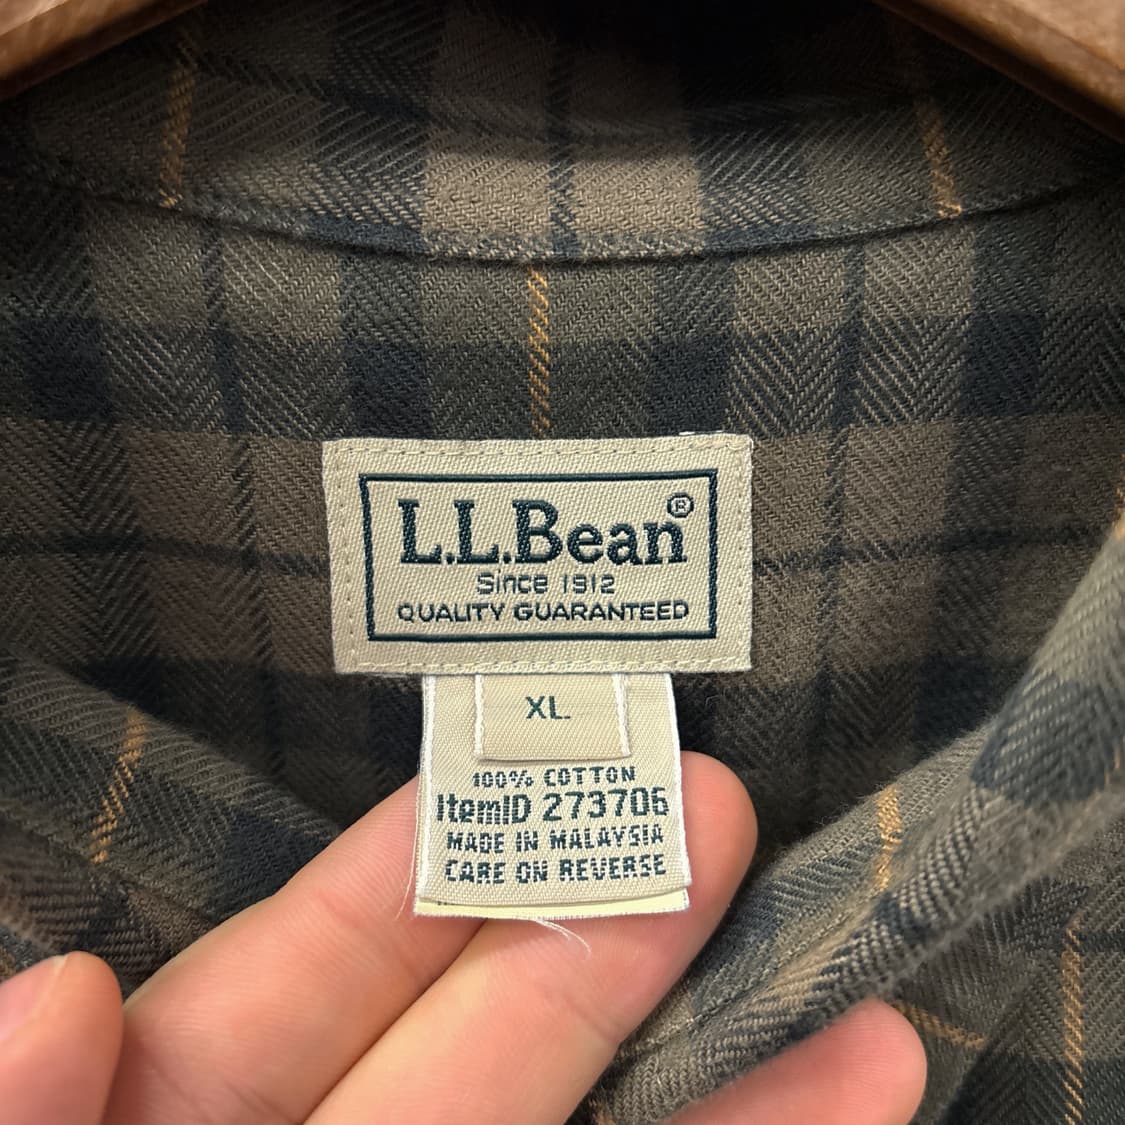 L.L.Bean®
Since 1912
QUALITY GUARANTEED
XL
100% COTTON
ItemID 273706
MADE IN MALAYSIA
CARE ON REVERSE